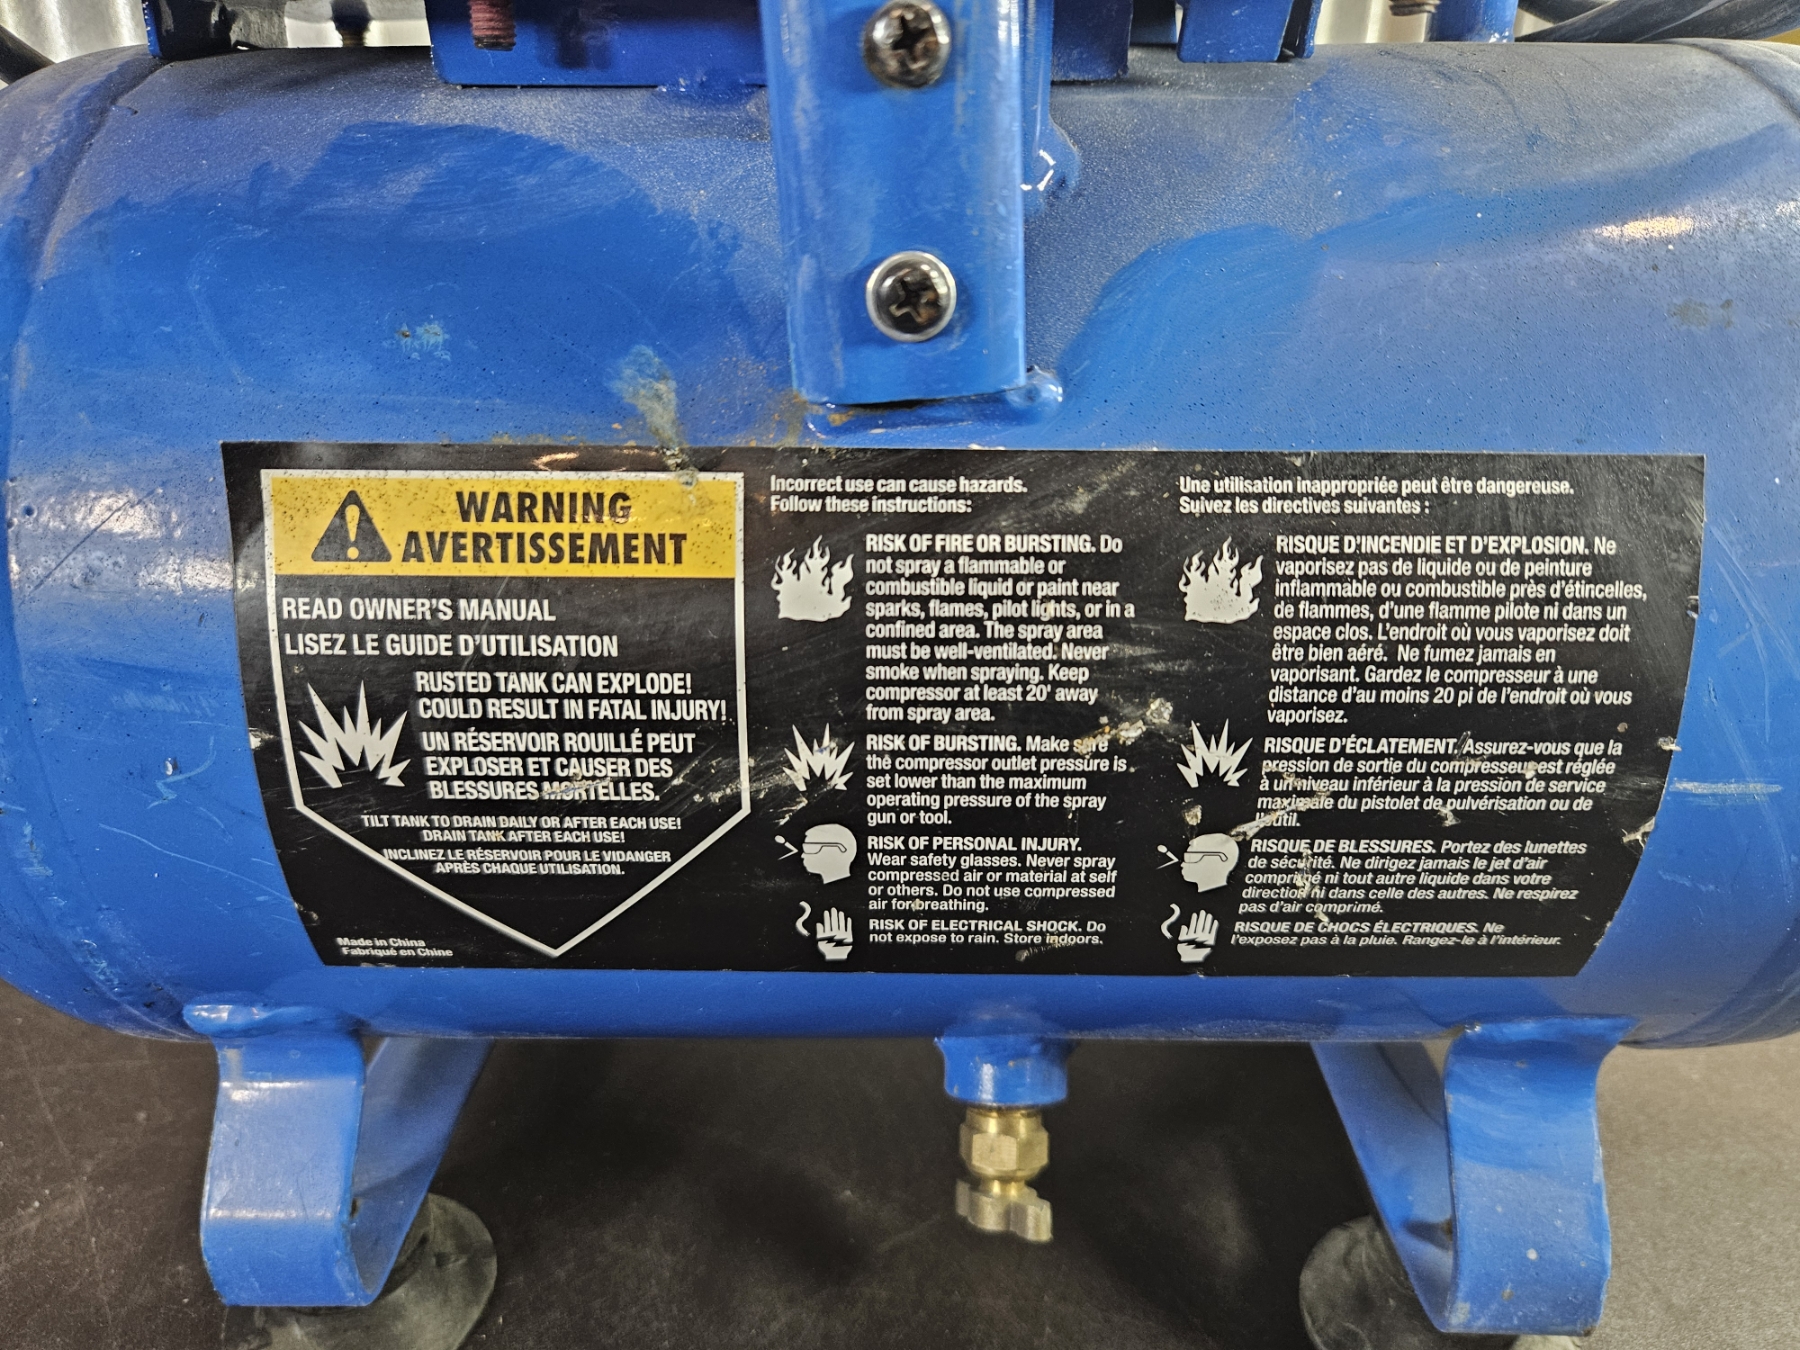 WARNING
AVERTISSEMENT
READ OWNER'S MANUAL
LISEZ LE GUIDE D'UTILISATION
RUSTED TANK CAN EXPLODE!
COULD RESULT IN FATAL INJURY!
UN RÉSERVOIR ROUILLÉ PEUT
EXPLOSER ET CAUSER DES
BLESSURES MORTELLES.
TILT TANK TO DRAIN DAILY OR AFTER EACH USE!
DRAIN TANK AFTER EACH USE!
INCLINEZ LE RÉSERVOIR POUR LE VIDANGER
APRÈS CHAQUE UTILISATION.
Made in China
Fabriqué en Chine
Incorrect use can cause hazards.
Follow these instructions:
RISK OF FIRE OR BURSTING. Do
not spray a flammable or
combustible liquid or paint near
sparks, flames, pilot lights, or in a
confined area. The spray area
must be well-ventilated. Never
smoke when spraying. Keep
compressor at least 20' away
from spray area.
RISK OF BURSTING. Make sure
the compressor outlet pressure is
set lower than the maximum
operating pressure of the spray
gun or tool.
RISK OF PERSONAL INJURY.
Wear safety glasses. Never spray
compressed air or material at self
or others. Do not use compressed
air for breathing.
RISK OF ELECTRICAL SHOCK. Do
not expose to rain. Store indoors.
Une utilisation inappropriée peut être dangereuse.
Suivez les directives suivantes :
RISQUE D'INCENDIE ET D'EXPLOSION. Ne
vaporisez pas de liquide ou de peinture
inflammable ou combustible près d'étincelles,
de flammes, d'une flamme pilote ni dans un
espace clos. L'endroit où vous vaporisez doit
être bien aéré. Ne fumez jamais en
vaporisant. Gardez le compresseur à une
distance d'au moins 20 pi de l'endroit où vous
vaporisez.
RISQUE D'ÉCLATEMENT. Assurez-vous que la
pression de sortie du compresseur est réglée
à un niveau inférieur à la pression de service
maximale du pistolet de pulvérisation ou de
l'outil.
RISQUE DE BLESSURES. Portez des lunettes
de sécurité. Ne dirigez jamais le jet d'air
comprimé ni tout autre liquide dans votre
direction ni dans celle des autres. Ne respirez
pas d'air comprimé.
RISQUE DE CHOCS ÉLECTRIQUES. Ne
l'exposez pas à la pluie. Rangez-le à l'intérieur.